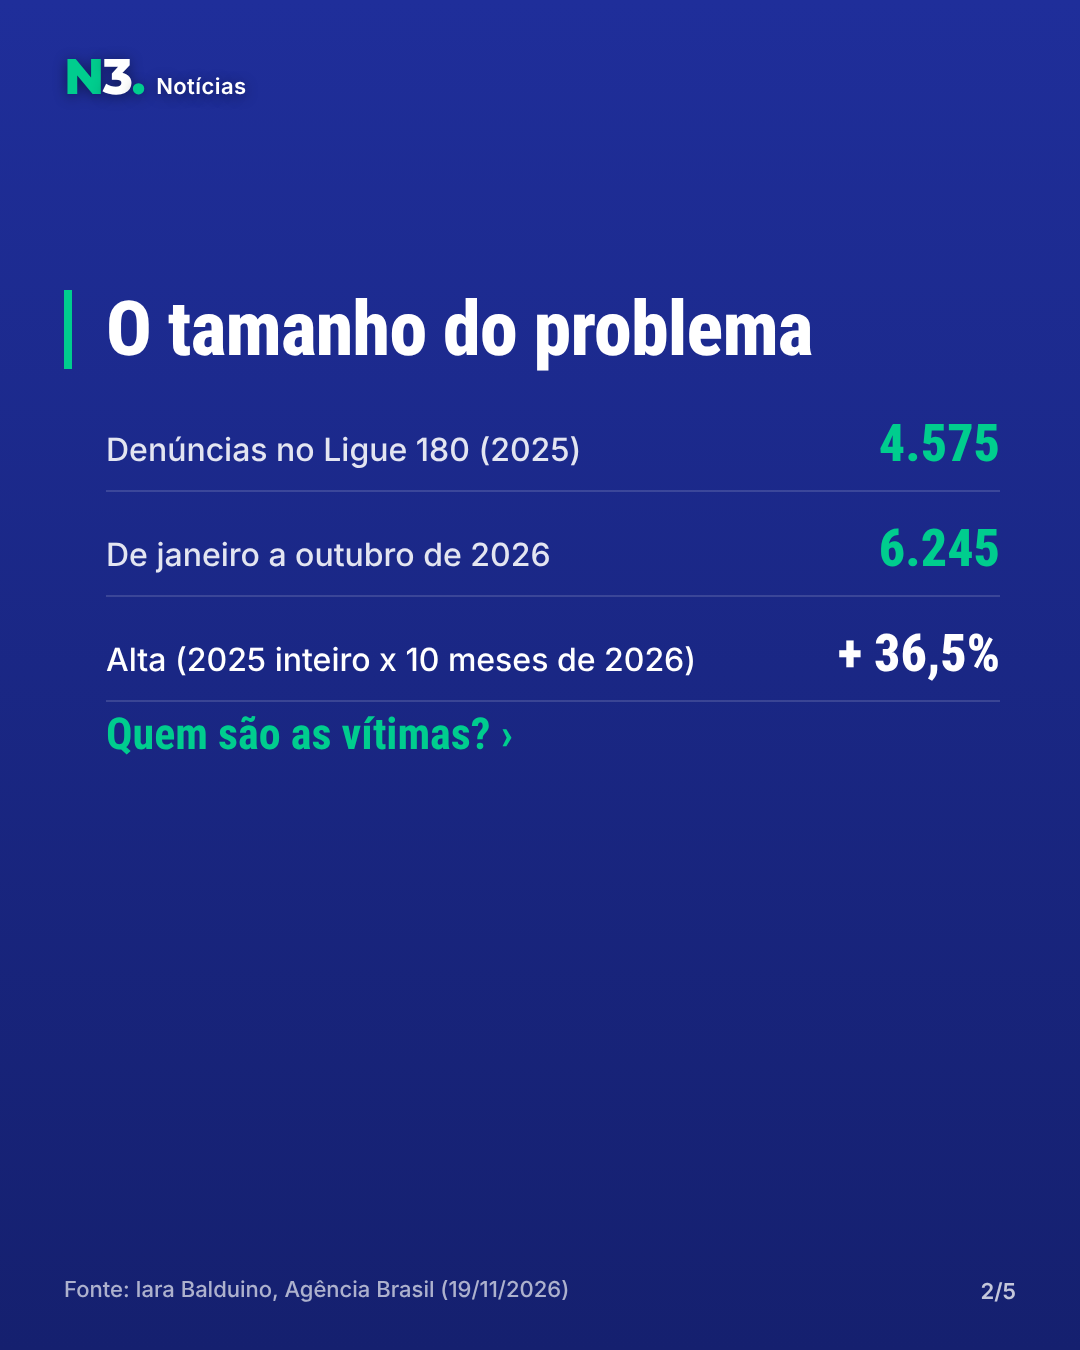 N3. Notícias
O tamanho do problema
Denúncias no Ligue 180 (2025) 4.575
De janeiro a outubro de 2026 6.245
Alta (2025 inteiro x 10 meses de 2026) + 36,5%
Quem são as vítimas? ›
Fonte: Iara Balduino, Agência Brasil (19/11/2026) 2/5